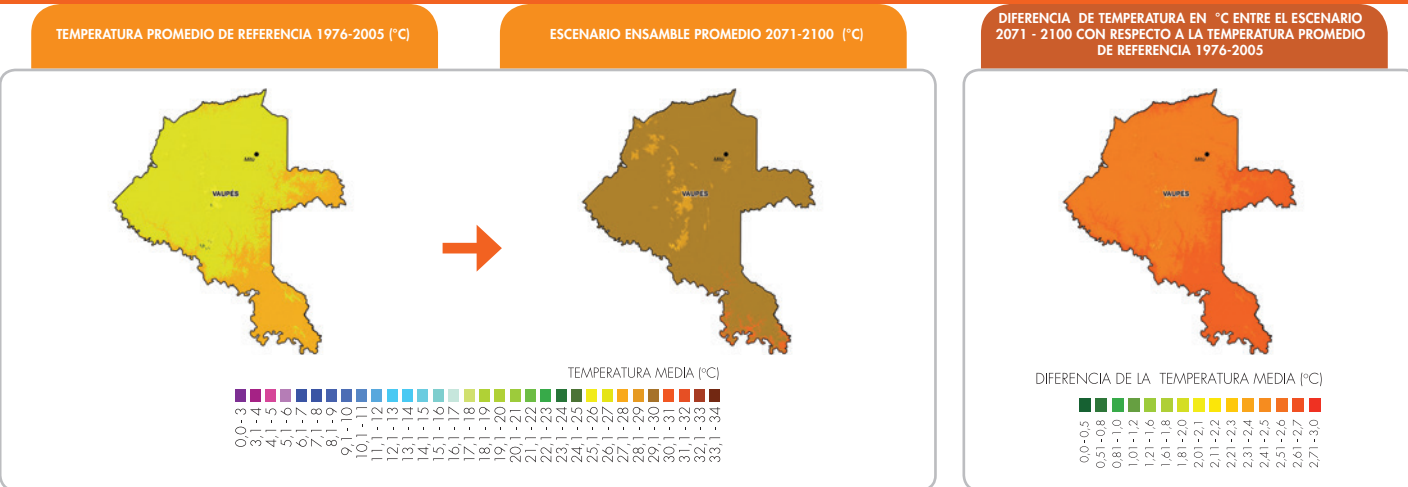 TEMPERATURA PROMEDIO DE REFERENCIA 1976-2005 (°C)
ESCENARIO ENSAMBLE PROMEDIO 2071-2100 (°C)
DIFERENCIA DE TEMPERATURA EN °C ENTRE EL ESCENARIO
2071 - 2100 CON RESPECTO A LA TEMPERATURA PROMEDIO
DE REFERENCIA 1976-2005
Mitú
VAUPÉS
Mitú
VAUPÉS
Mitú
VAUPÉS
TEMPERATURA MEDIA (°C)
0,0 - 3
3,1 - 4
4,1 - 5
5,1 - 6
6,1 - 7
7,1 - 8
8,1 - 9
9,1 - 10
10,1 - 11
11,1 - 12
12,1 - 13
13,1 - 14
14,1 - 15
15,1 - 16
16,1 - 17
17,1 - 18
18,1 - 19
19,1 - 20
20,1 - 21
21,1 - 22
22,1 - 23
23,1 - 24
24,1 - 25
25,1 - 26
26,1 - 27
27,1 - 28
28,1 - 29
29,1 - 30
30,1 - 31
31,1 - 32
32,1 - 33
33,1 - 34
DIFERENCIA DE LA TEMPERATURA MEDIA (°C)
0,0 - 0,5
0,51 - 0,8
0,81 - 1,0
1,01 - 1,2
1,21 - 1,6
1,61 - 1,8
1,81 - 2,0
2,01 - 2,1
2,11 - 2,2
2,21 - 2,3
2,31 - 2,4
2,41 - 2,5
2,51 - 2,6
2,61 - 2,7
2,71 - 3,0